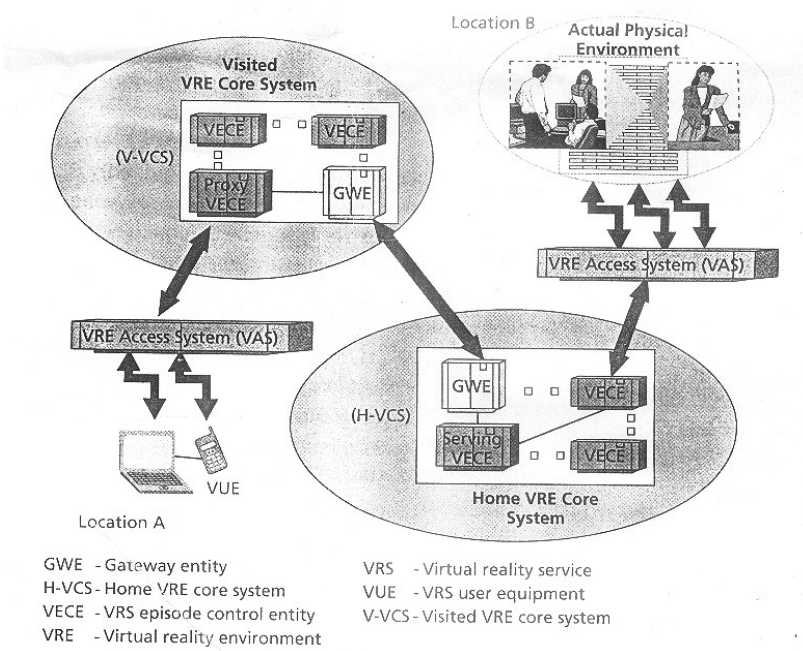 Location B
Actual Physical
Environment
Visited
VRE Core System
VECE
VECE
(V-VCS)
Proxy
VECE
GWE
VRE Access System (VAS)
VRE Access System (VAS)
GWE
VECE
(H-VCS)
Serving
VECE
VECE
VUE
Home VRE Core
System
Location A
GWE - Gateway entity
H-VCS - Home VRE core system
VECE - VRS episode control entity
VRE - Virtual reality environment
VRS - Virtual reality service
VUE - VRS user equipment
V-VCS - Visited VRE core system